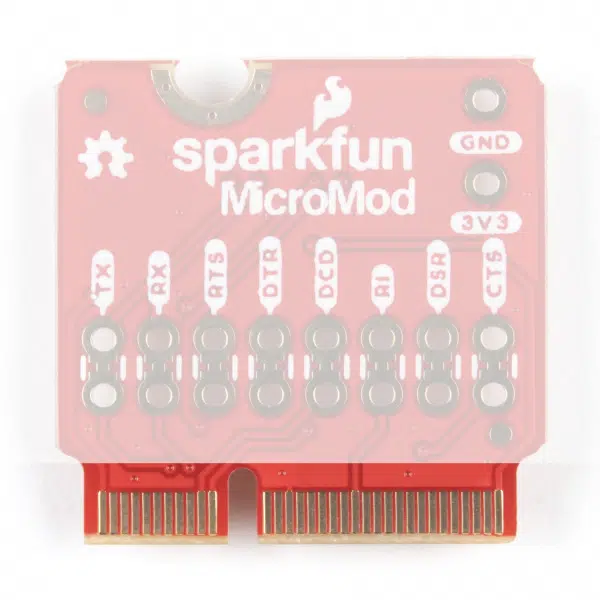 sparkfun
MicroMod
GND
3V3
TX RX RTS DTR DCD RI DSR CTS